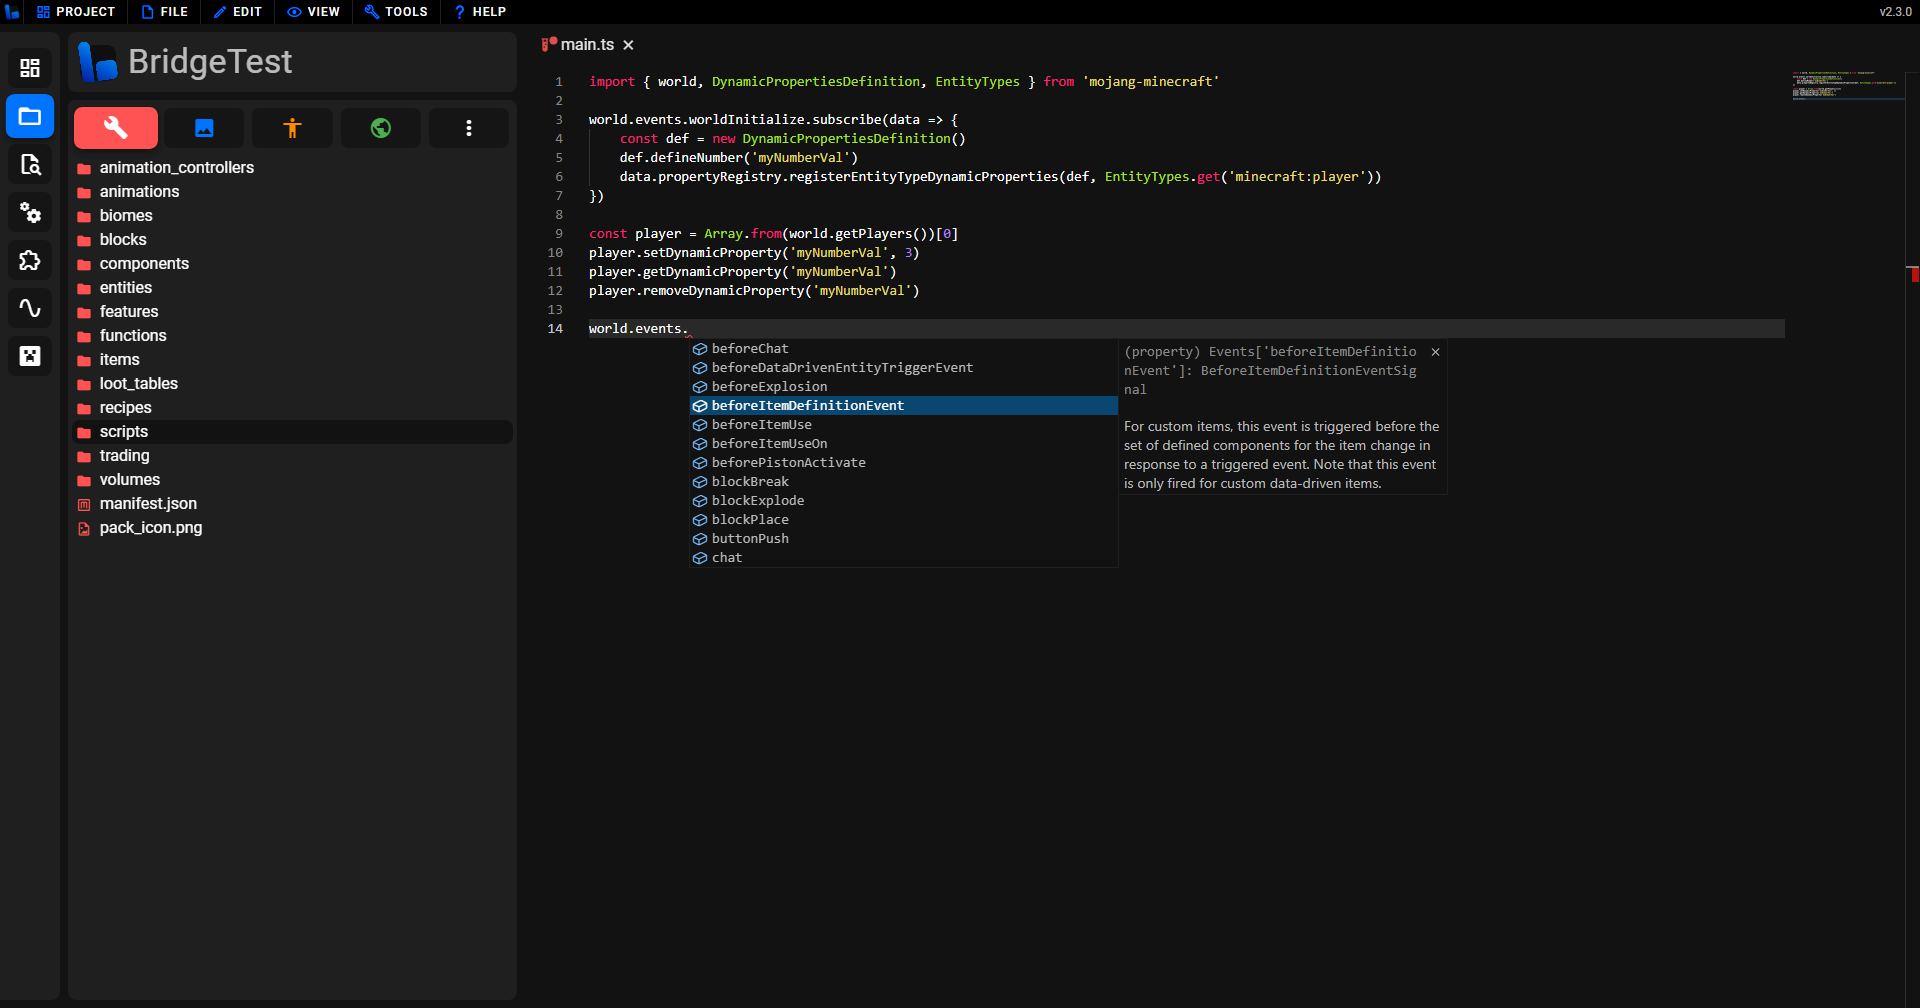 PROJECT FILE EDIT VIEW TOOLS ? HELP v2.3.0
BridgeTest
animation_controllers
animations
biomes
blocks
components
entities
features
functions
items
loot_tables
recipes
scripts
trading
volumes
manifest.json
pack_icon.png
main.ts
1 import { world, DynamicPropertiesDefinition, EntityTypes } from 'mojang-minecraft'
2
3 world.events.worldInitialize.subscribe(data => {
4 const def = new DynamicPropertiesDefinition()
5 def.defineNumber('myNumberVal')
6 data.propertyRegistry.registerEntityTypeDynamicProperties(def, EntityTypes.get('minecraft:player'))
7 })
8
9 const player = Array.from(world.getPlayers())[0]
10 player.setDynamicProperty('myNumberVal', 3)
11 player.getDynamicProperty('myNumberVal')
12 player.removeDynamicProperty('myNumberVal')
13
14 world.events.
beforeChat
beforeDataDrivenEntityTriggerEvent
beforeExplosion
beforeItemDefinitionEvent
beforeItemUse
beforeItemUseOn
beforePistonActivate
blockBreak
blockExplode
blockPlace
buttonPush
chat
(property) Events['beforeItemDefinitio
nEvent']: BeforeItemDefinitionEventSig
nal
For custom items, this event is triggered before the
set of defined components for the item change in
response to a triggered event. Note that this event
is only fired for custom data-driven items.